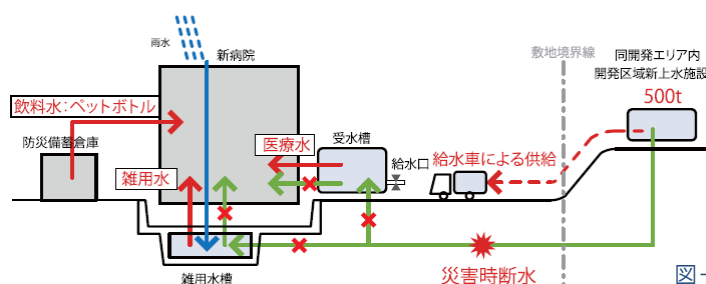 雨水
新病院
敷地境界線
同開発エリア内
開発区域新上水施設
500t
飲料水：ペットボトル
防災備蓄倉庫
医療水
受水槽
給水口
給水車による供給
雑用水
雑用水槽
災害時断水
図-